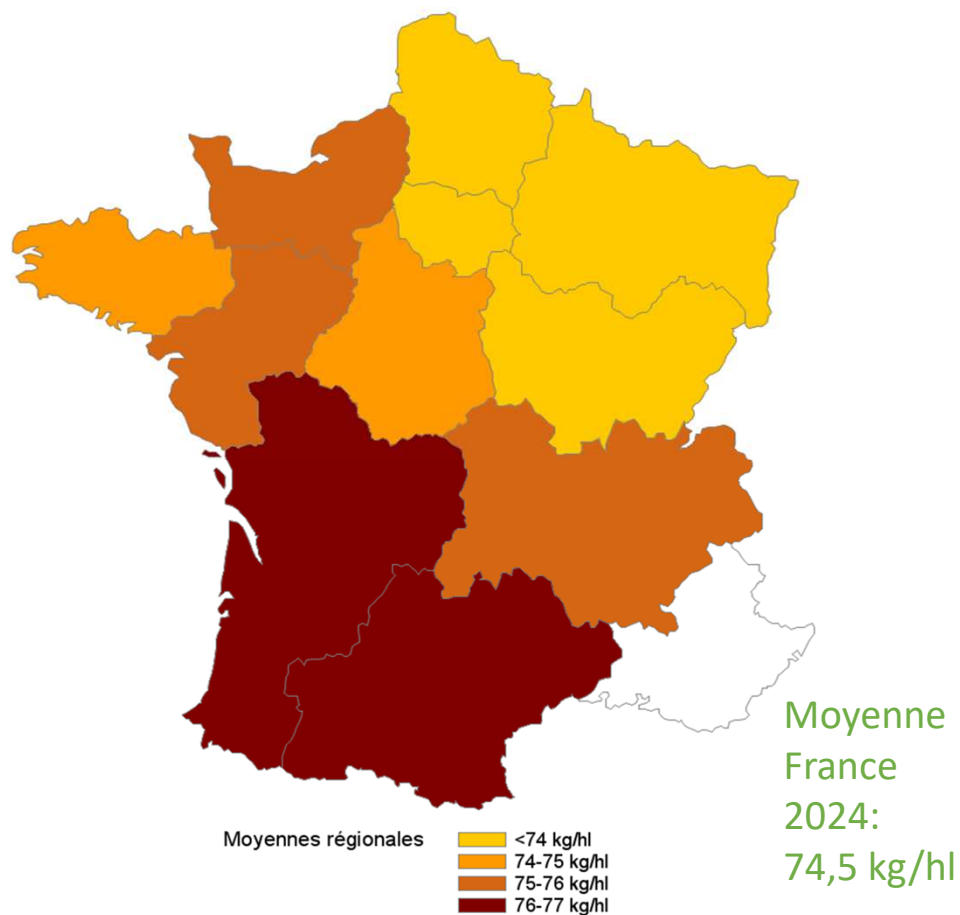 Moyenne
France
2024:
74,5 kg/hl
Moyennes régionales
<74 kg/hl
74-75 kg/hl
75-76 kg/hl
76-77 kg/hl